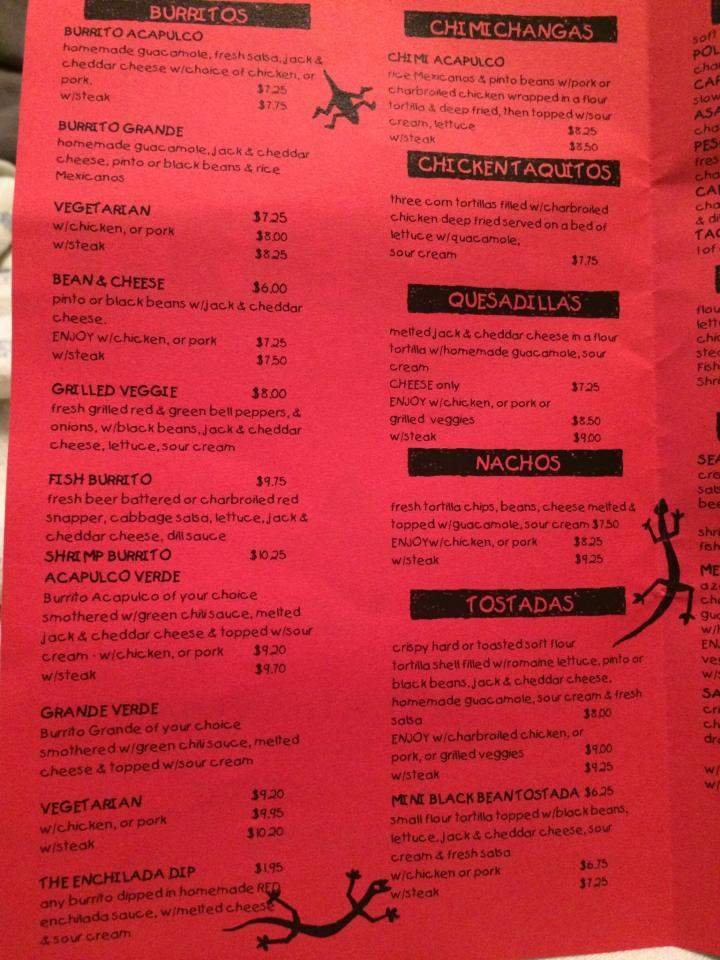 BURRITOS
BURRITO ACAPULCO
homemade guacamole, fresh salsa, jack &
cheddar cheese w/choice of chicken, or
pork. $7.25
w/steak $7.75
BURRITO GRANDE
homemade guacamole, jack & cheddar
cheese, pinto or black beans & rice
Mexicanos
VEGETARIAN $7.25
w/chicken, or pork $8.00
w/steak $8.25
BEAN & CHEESE $6.00
pinto or black beans w/jack & cheddar
cheese.
ENJOY w/chicken, or pork $7.25
w/steak $7.50
GRILLED VEGGIE $8.00
fresh grilled red & green bell peppers, &
onions, w/black beans, jack & cheddar
cheese, lettuce, sour cream
FISH BURRITO $9.75
fresh beer battered or charbroiled red
snapper, cabbage salsa, lettuce, jack &
cheddar cheese, dill sauce
SHRIMP BURRITO $10.25
ACAPULCO VERDE
Burrito Acapulco of your choice
smothered w/green chili sauce, melted
jack & cheddar cheese & topped w/sour
cream - w/chicken, or pork $9.20
w/steak $9.70
GRANDE VERDE
Burrito Grande of your choice
smothered w/green chili sauce, melted
cheese & topped w/sour cream
VEGETARIAN $9.20
w/chicken, or pork $9.95
w/steak $10.20
THE ENCHILADA DIP $1.95
any burrito dipped in homemade RED
enchilada sauce, w/melted cheese
& sour cream
CHIMICHANGAS
CHIMI ACAPULCO
rice Mexicanos & pinto beans w/pork or
charbroiled chicken wrapped in a flour
tortilla & deep fried, then topped w/sour
cream, lettuce $8.25
w/steak $8.50
CHICKEN TAQUITOS
three corn tortillas filled w/charbroiled
chicken deep fried served on a bed of
lettuce w/guacamole,
sour cream $7.75
QUESADILLA'S
melted jack & cheddar cheese in a flour
tortilla w/homemade guacamole, sour
cream
CHEESE only $7.25
ENJOY w/chicken, or pork or
grilled veggies $8.50
w/steak $9.00
NACHOS
fresh tortilla chips, beans, cheese melted &
topped w/guacamole, sour cream $7.50
ENJOY w/chicken, or pork $8.25
w/steak $9.25
TOSTADAS
crispy hard or toasted soft flour
tortilla shell filled w/romaine lettuce, pinto or
black beans, jack & cheddar cheese,
homemade guacamole, sour cream & fresh
salsa $8.00
ENJOY w/charbroiled chicken, or
pork, or grilled veggies $9.00
w/steak $9.25
MINI BLACK BEAN TOSTADA $6.25
small flour tortilla topped w/black beans,
lettuce, jack & cheddar cheese, sour
cream & fresh salsa
w/chicken or pork $6.75
w/steak $7.25